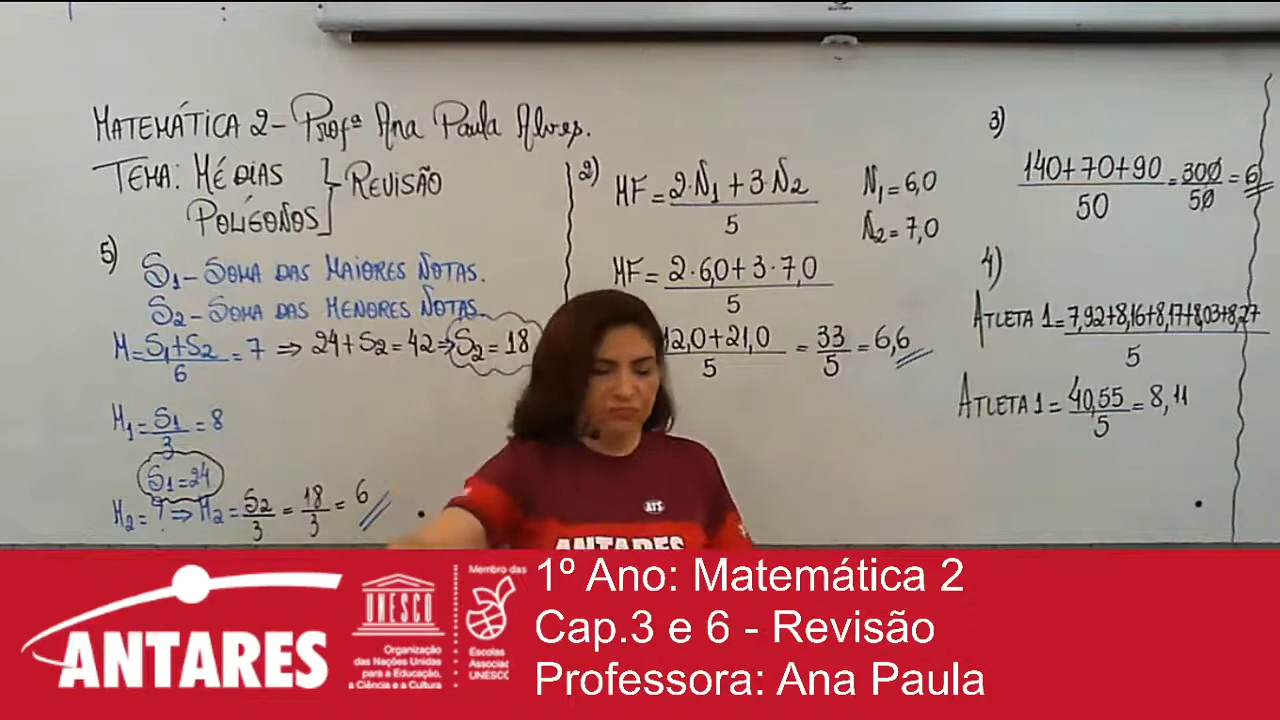 MATEMÁTICA 2 - Profª Ana Paula Alves.
TEMA: MÉDIAS
POLÍGONOS
REVISÃO
5)
S1 - SOMA DAS MAIORES NOTAS.
S2 - SOMA DAS MENORES NOTAS.
M = S1+S2/6 = 7 ⇒ 24+S2 = 42 ⇒ S2 = 18
M1 = S1/3 = 8
S1 = 24
M2 = ? ⇒ M2 = S2/3 = 18/3 = 6
2)
MF = 2·N1 + 3·N2/5
N1 = 6,0
N2 = 7,0
MF = 2·6,0 + 3·7,0/5
12,0+21,0/5 = 33/5 = 6,6
3)
140+70+90/50 = 300/50 = 6
4)
ATLETA 1 = 7,92+8,16+8,17+8,03+8,27/5
ATLETA 1 = 40,55/5 = 8,11
ATS
ANTARES
ANTARES
UNESCO
Organização
das Nações Unidas
para a Educação,
a Ciência e a Cultura
Membro das
Escolas
Associadas
UNESCO
1º Ano: Matemática 2
Cap.3 e 6 - Revisão
Professora: Ana Paula